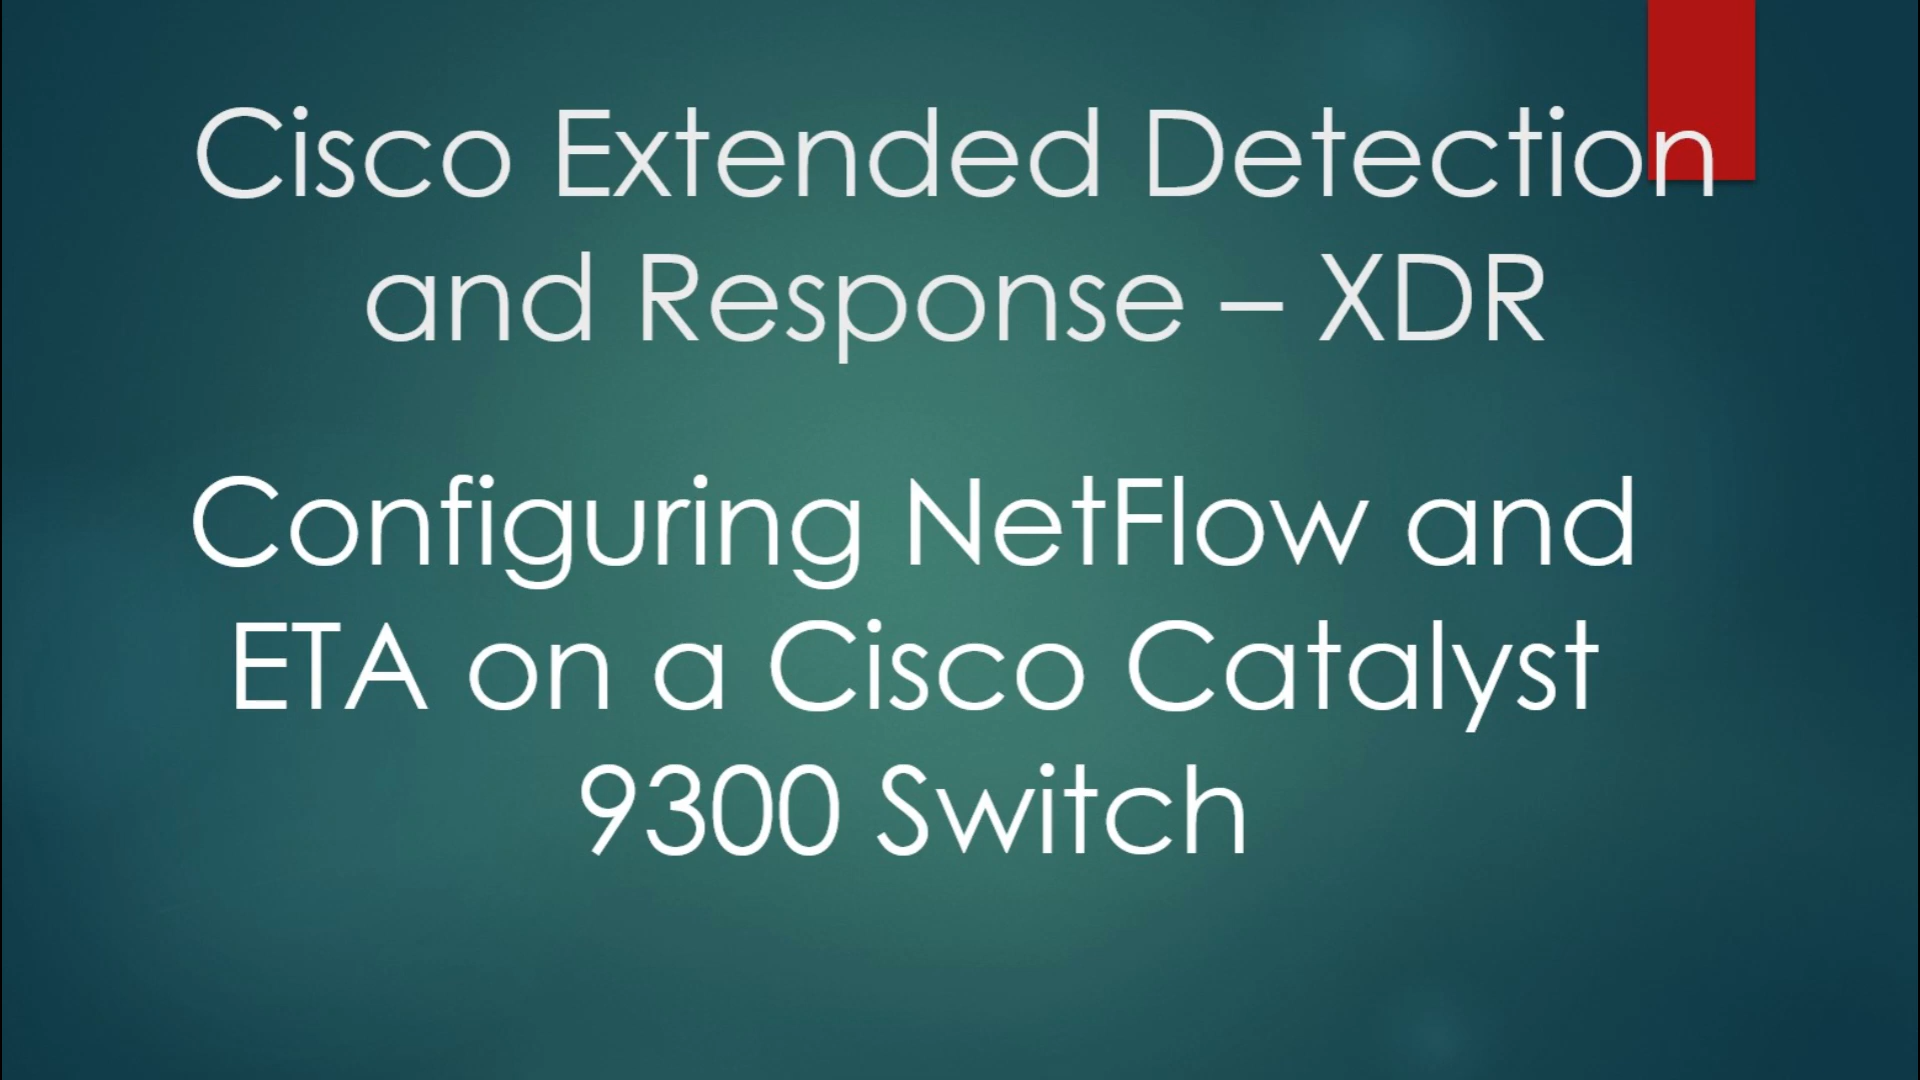 Cisco Extended Detection
and Response – XDR
Configuring NetFlow and
ETA on a Cisco Catalyst
9300 Switch